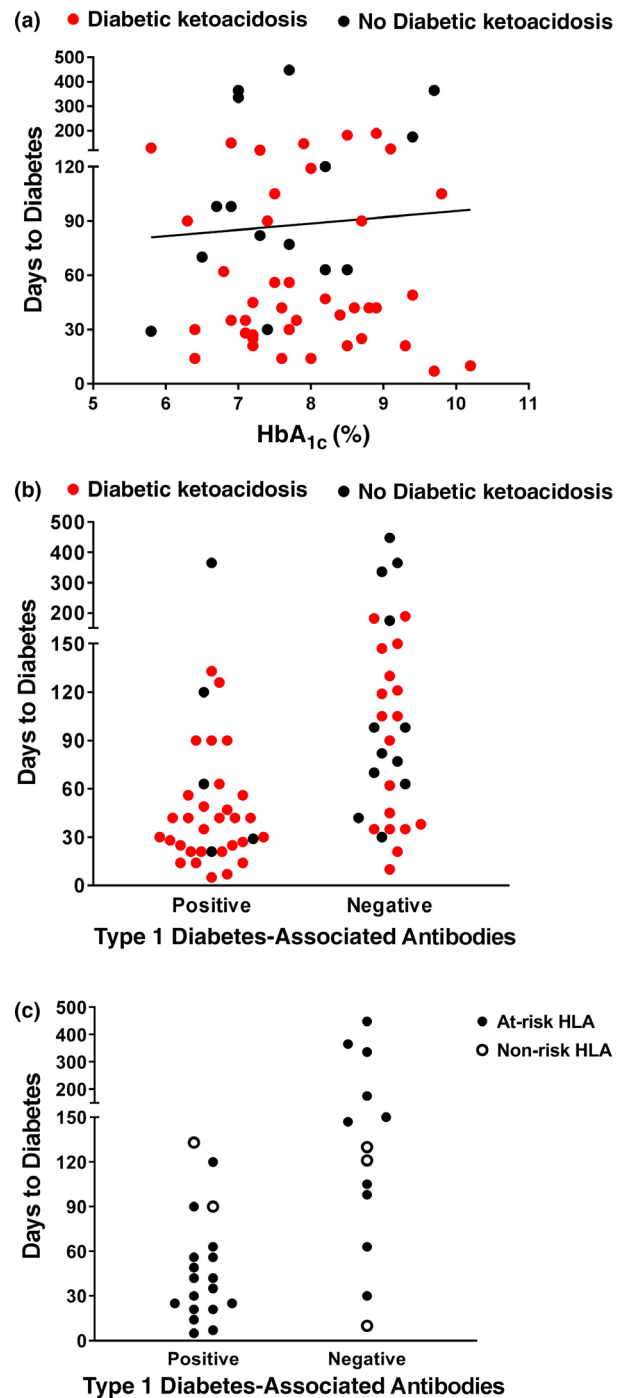 (a) Diabetic ketoacidosis No Diabetic ketoacidosis
500
400
300
200
120
90
60
30
0
Days to Diabetes
5 6 7 8 9 10 11
HbA1c (%)
(b) Diabetic ketoacidosis No Diabetic ketoacidosis
500
400
300
200
150
120
90
60
30
0
Days to Diabetes
Positive Negative
Type 1 Diabetes-Associated Antibodies
(c)
500
400
300
200
150
120
90
60
30
0
Days to Diabetes
At-risk HLA
Non-risk HLA
Positive Negative
Type 1 Diabetes-Associated Antibodies